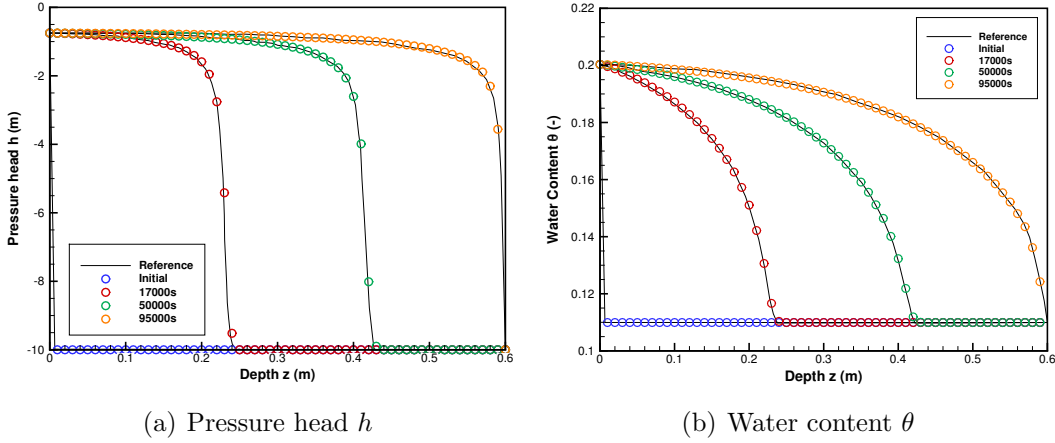 0
-2
-4
-6
-8
-10
Pressure head h (m)
Reference
Initial
17000s
50000s
95000s
0 0.1 0.2 0.3 0.4 0.5 0.6
Depth z (m)
(a) Pressure head h
0.22
0.20
0.18
0.16
0.14
0.12
0.1
Water Content θ (-)
Reference
Initial
17000s
50000s
95000s
0 0.1 0.2 0.3 0.4 0.5 0.6
Depth z (m)
(b) Water content θ